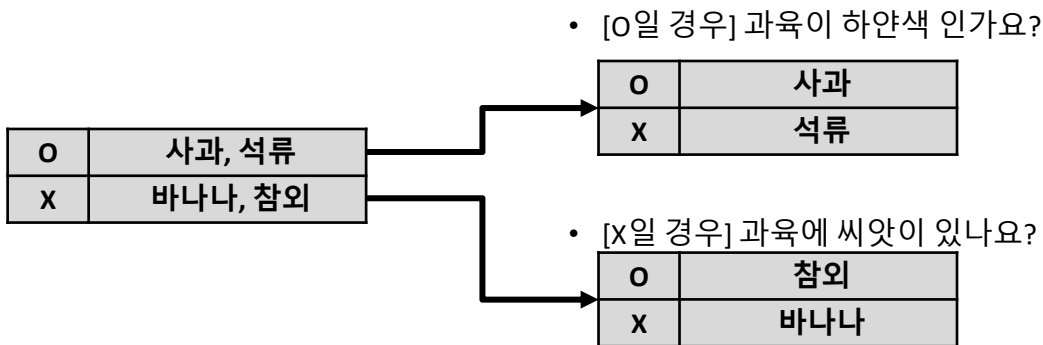 • [O일 경우] 과육이 하얀색 인가요?
O 사과
X 석류
O 사과, 석류
X 바나나, 참외
• [X일 경우] 과육에 씨앗이 있나요?
O 참외
X 바나나